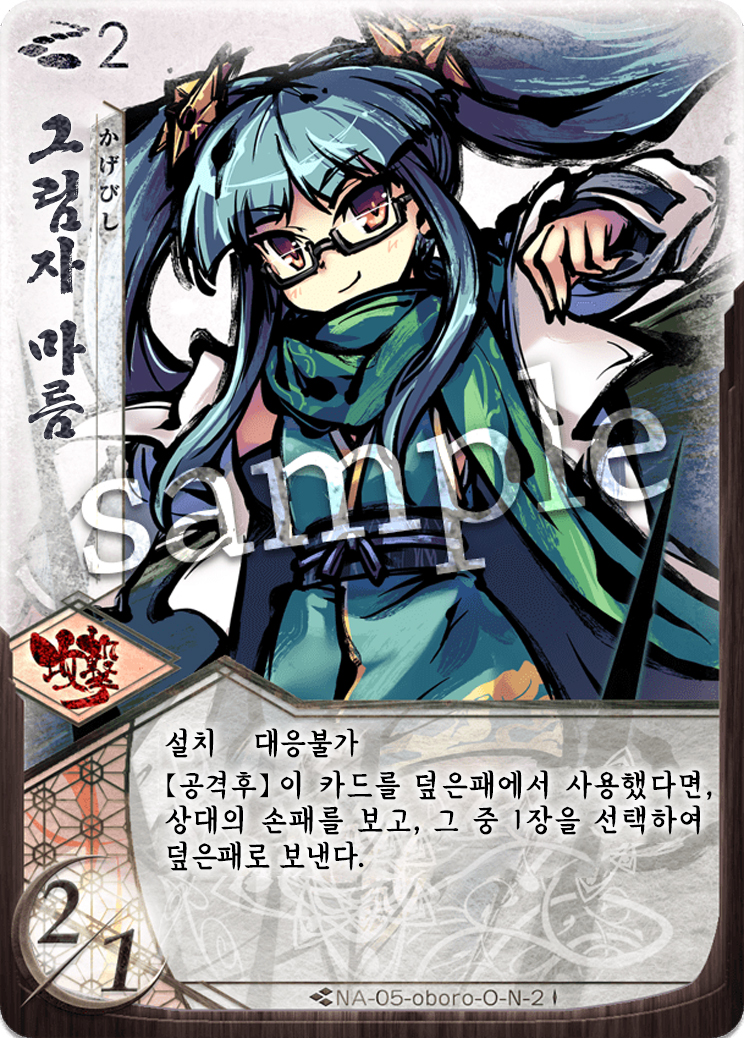 2
그림자 마름
かげびし
sample
설치 대응불가
【공격후】이 카드를 덮은패에서 사용했다면,
상대의 손패를 보고, 그 중 1장을 선택하여
덮은패로 보낸다.
2/1
NA-05-oboro-O-N-2